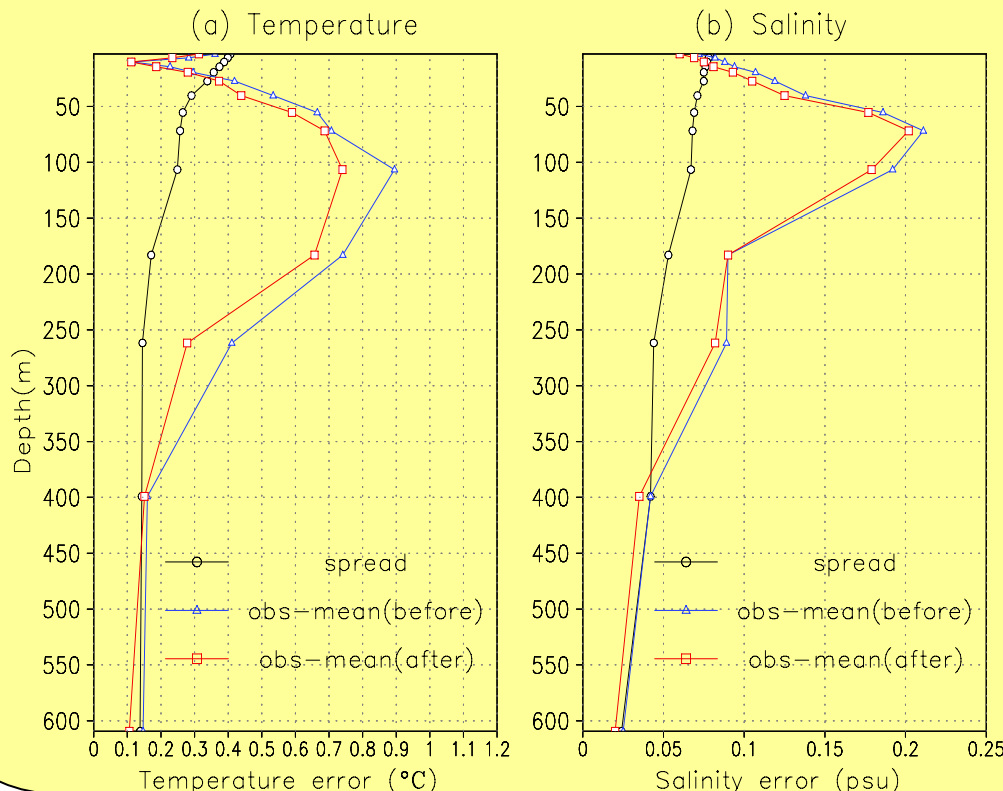 (a) Temperature
(b) Salinity
50
100
150
200
250
300
350
400
450
500
550
600
Depth(m)
spread
obs-mean(before)
obs-mean(after)
0 0.1 0.2 0.3 0.4 0.5 0.6 0.7 0.8 0.9 1 1.1 1.2
Temperature error (°C)
50
100
150
200
250
300
350
400
450
500
550
600
spread
obs-mean(before)
obs-mean(after)
0 0.05 0.1 0.15 0.2 0.25
Salinity error (psu)